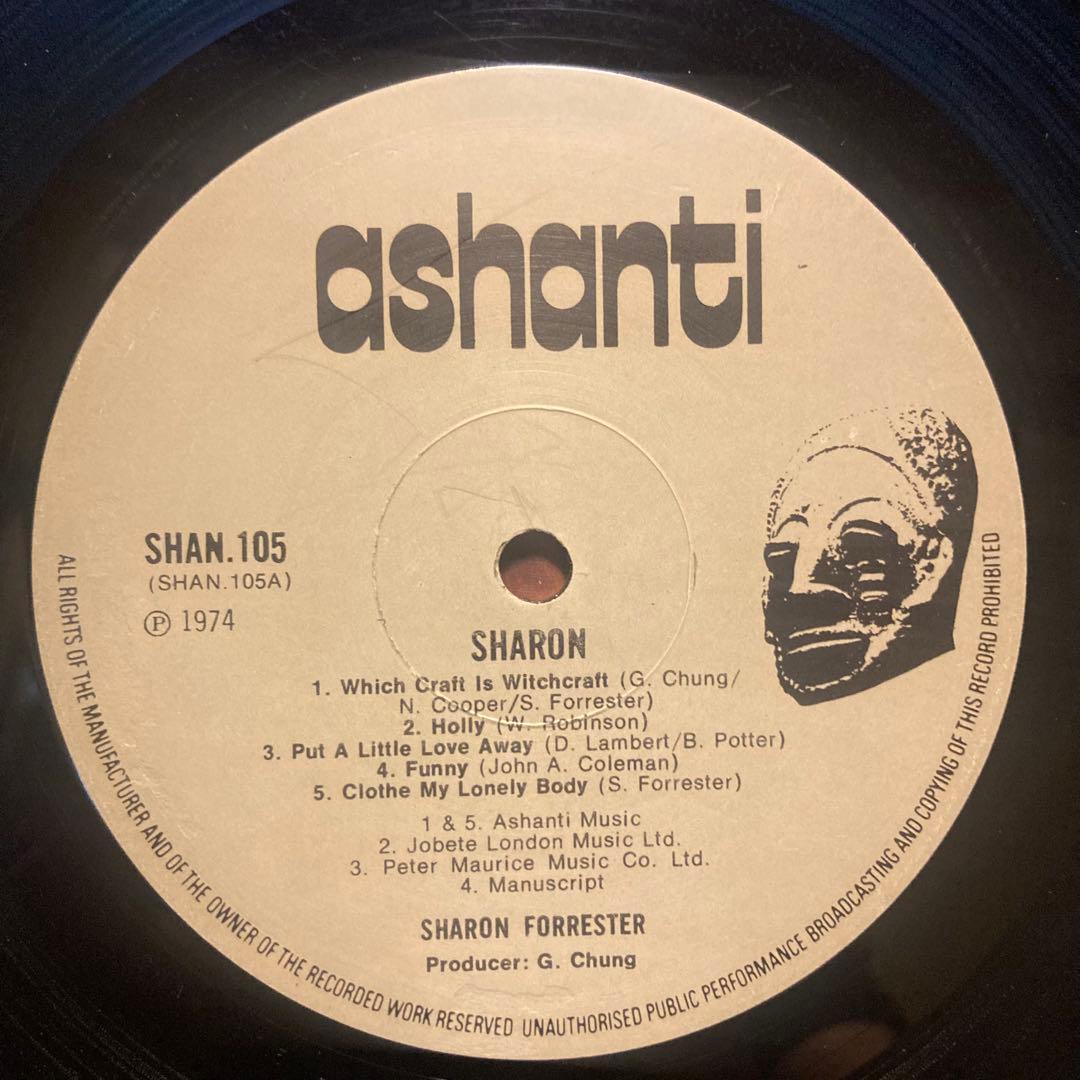 ashanti
SHAN.105
(SHAN.105A)
℗ 1974
SHARON
1. Which Craft Is Witchcraft (G. Chung/
N. Cooper/S. Forrester)
2. Holly (W. Robinson)
3. Put A Little Love Away (D. Lambert/B. Potter)
4. Funny (John A. Coleman)
5. Clothe My Lonely Body (S. Forrester)
1 & 5. Ashanti Music
2. Jobete London Music Ltd.
3. Peter Maurice Music Co. Ltd.
4. Manuscript
SHARON FORRESTER
Producer: G. Chung
ALL RIGHTS OF THE MANUFACTURER AND OF THE OWNER OF THE RECORDED WORK RESERVED UNAUTHORISED PUBLIC PERFORMANCE BROADCASTING AND COPYING OF THIS RECORD PROHIBITED